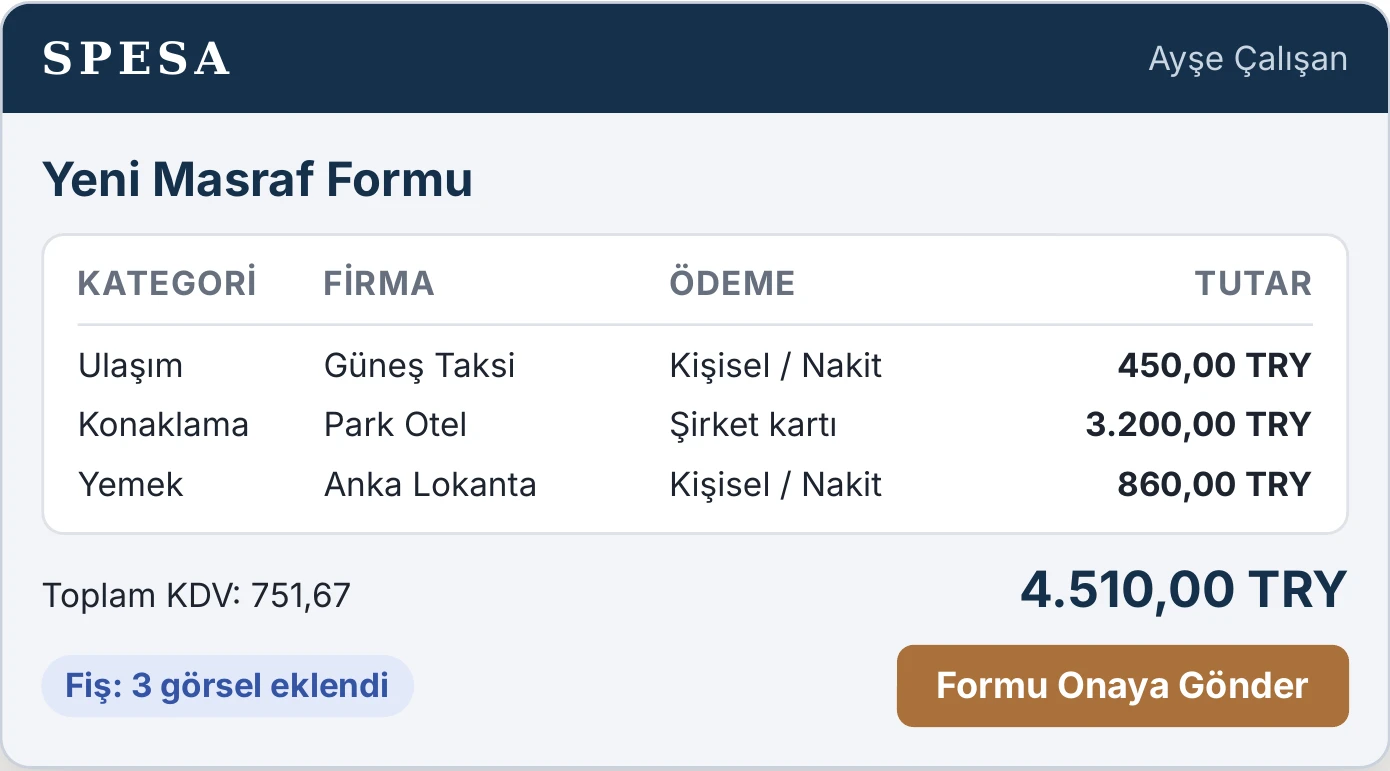 SPESA Ayşe Çalışan
Yeni Masraf Formu
KATEGORİ FİRMA ÖDEME TUTAR
Ulaşım Güneş Taksi Kişisel / Nakit 450,00 TRY
Konaklama Park Otel Şirket kartı 3.200,00 TRY
Yemek Anka Lokanta Kişisel / Nakit 860,00 TRY
Toplam KDV: 751,67 4.510,00 TRY
Fiş: 3 görsel eklendi Formu Onaya Gönder